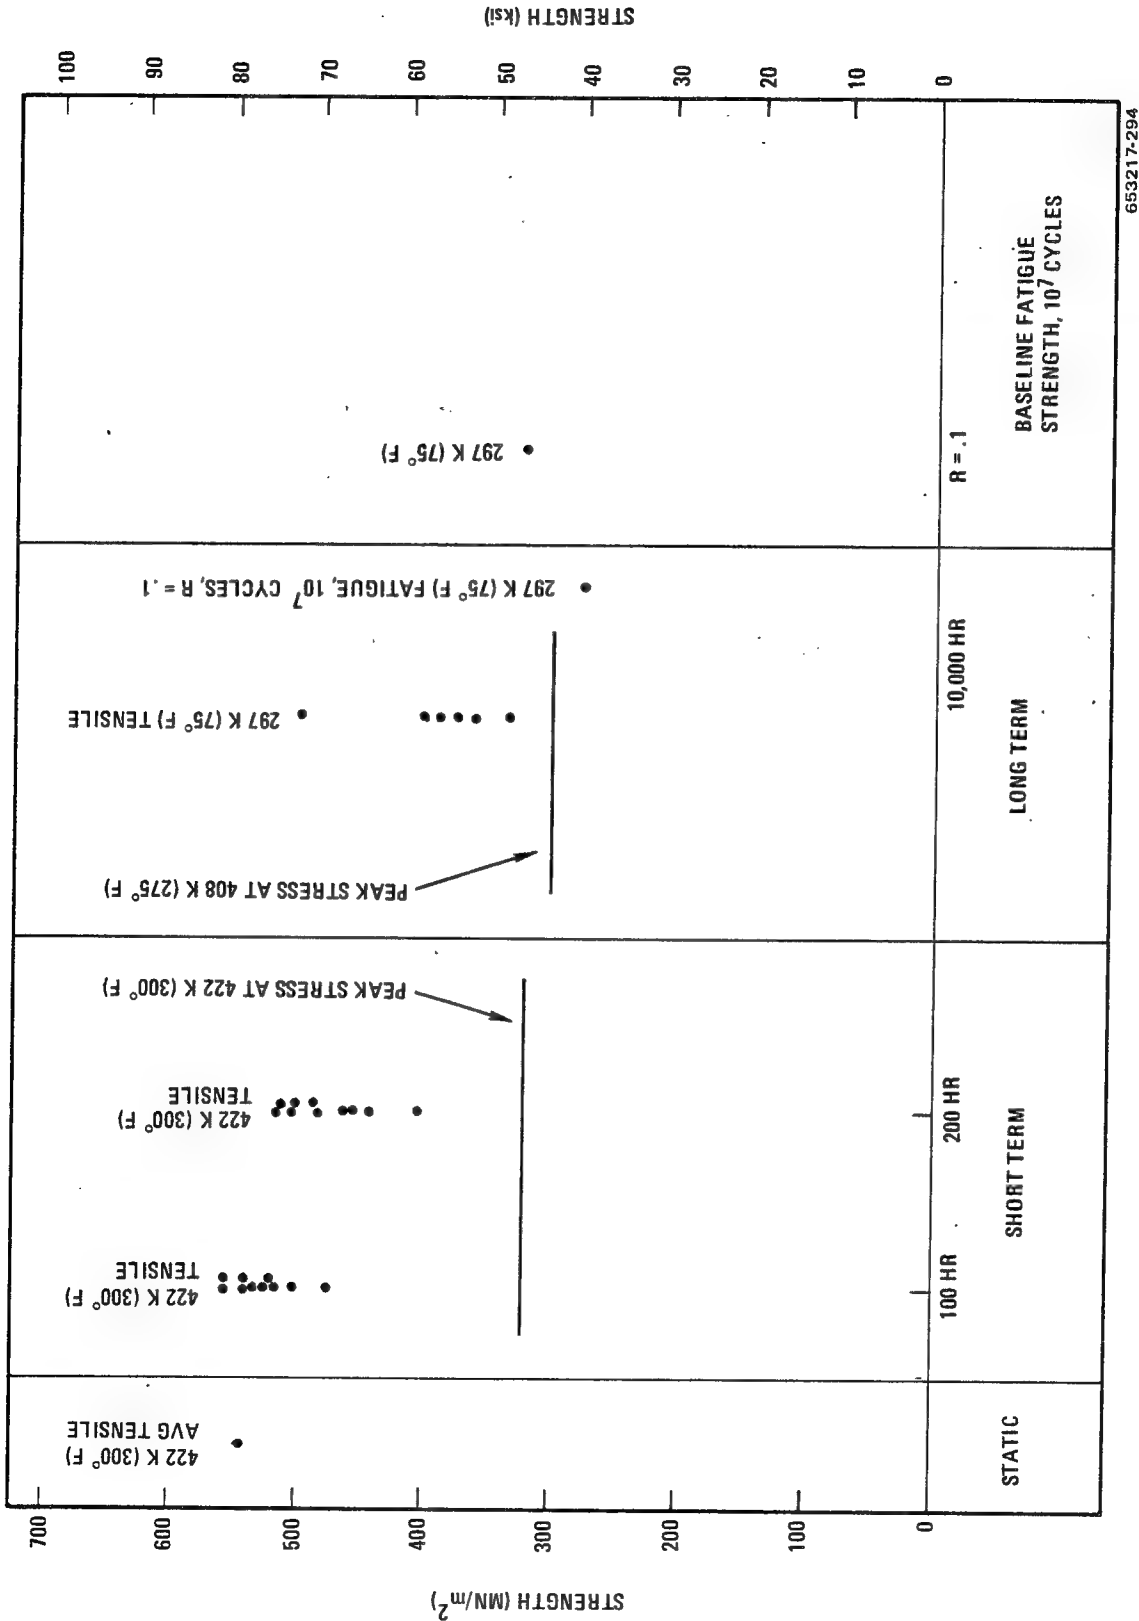 STRENGTH (MN/m²)
700
600
500
400
300
200
100
0
422 K (300° F)
AVG TENSILE
STATIC
422 K (300° F)
TENSILE
422 K (300° F)
TENSILE
PEAK STRESS AT 422 K (300° F)
100 HR
200 HR
SHORT TERM
PEAK STRESS AT 408 K (275° F)
297 K (75° F) TENSILE
297 K (75° F) FATIGUE, 10⁷ CYCLES, R = .1
10,000 HR
LONG TERM
297 K (75° F)
R = .1
BASELINE FATIGUE
STRENGTH, 10⁷ CYCLES
100
90
80
70
60
50
40
30
20
10
0
STRENGTH (ksi)
653217-294